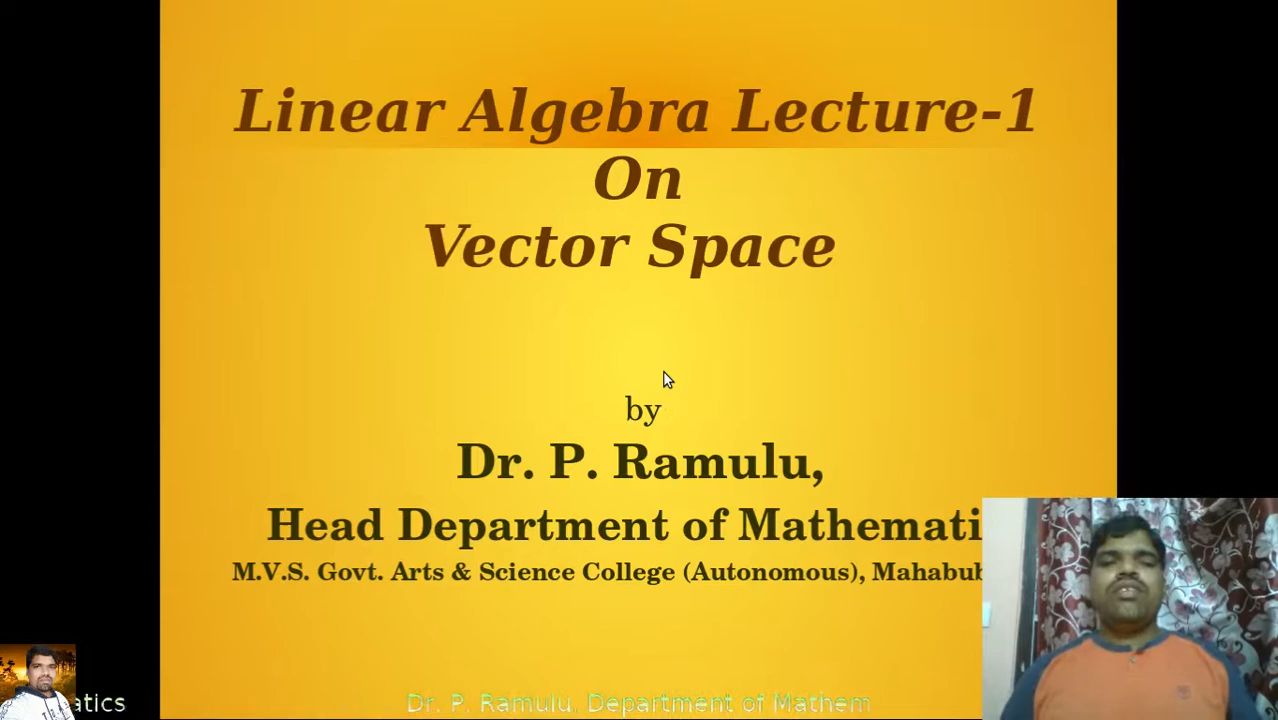 Linear Algebra Lecture-1
On
Vector Space
by
Dr. P. Ramulu,
Head Department of Mathemati
M.V.S. Govt. Arts & Science College (Autonomous), Mahabub
atics
Dr. P. Ramulu, Department of Mathem